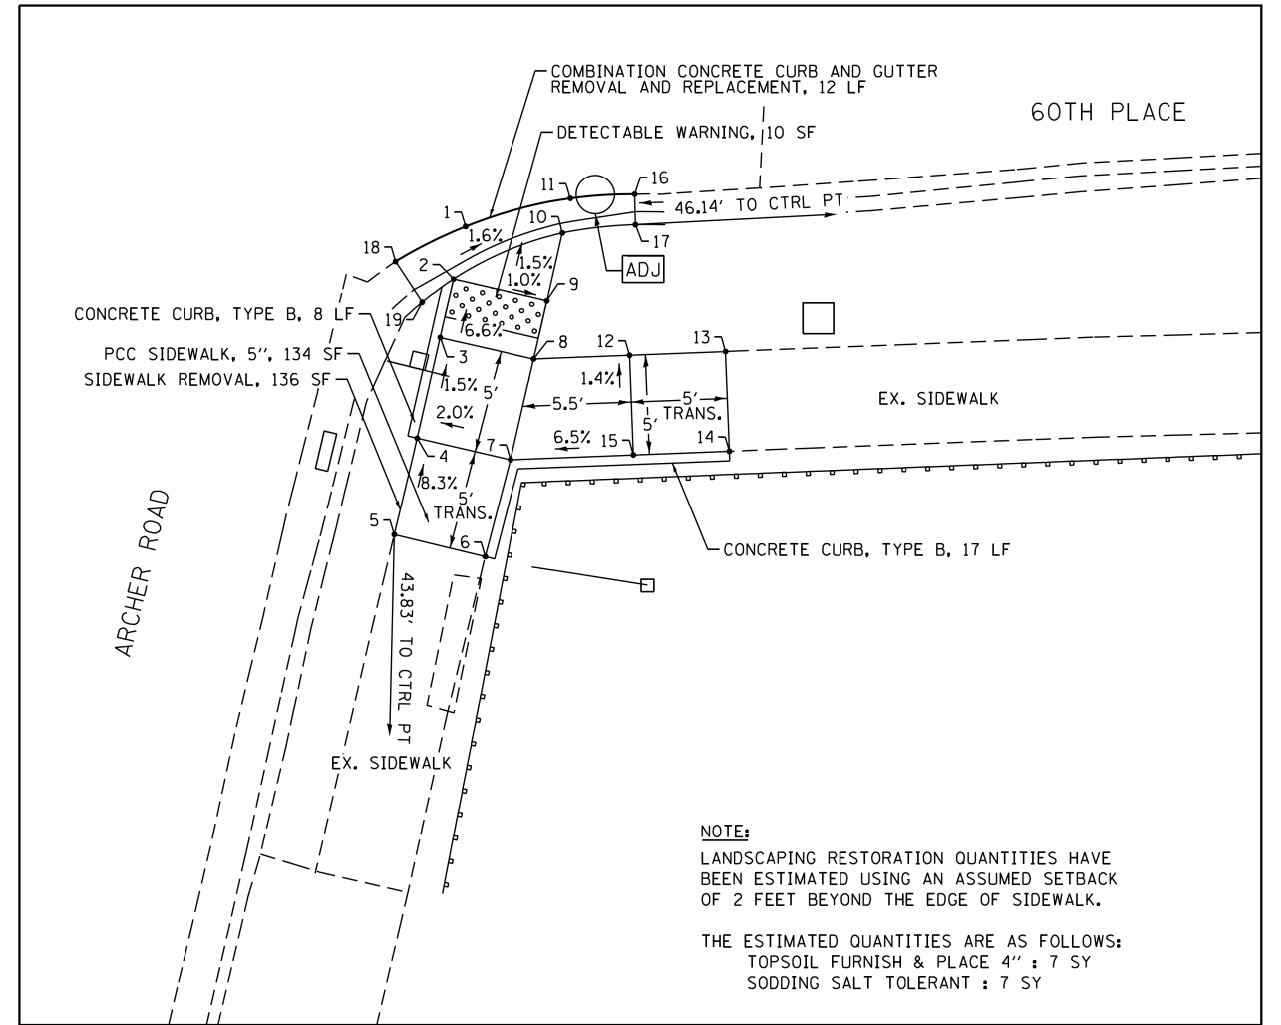 COMBINATION CONCRETE CURB AND GUTTER
REMOVAL AND REPLACEMENT, 12 LF
60TH PLACE
DETECTABLE WARNING, 10 SF
11
16
46.14' TO CTRL PT
1
10
17
1.6%
18
2
1.5%
1.0%
ADJ
9
19
CONCRETE CURB, TYPE B, 8 LF
6.6%
12
13
8
3
PCC SIDEWALK, 5'', 134 SF
SIDEWALK REMOVAL, 136 SF
1.5%
5'
1.4%
5.5'
5'
TRANS.
5'
EX. SIDEWALK
2.0%
6.5%
15
14
4
7
8.3%
5'
TRANS.
5
6
CONCRETE CURB, TYPE B, 17 LF
ARCHER ROAD
43.83' TO CTRL PT
EX. SIDEWALK
NOTE:
LANDSCAPING RESTORATION QUANTITIES HAVE
BEEN ESTIMATED USING AN ASSUMED SETBACK
OF 2 FEET BEYOND THE EDGE OF SIDEWALK.
THE ESTIMATED QUANTITIES ARE AS FOLLOWS:
TOPSOIL FURNISH & PLACE 4'' : 7 SY
SODDING SALT TOLERANT : 7 SY